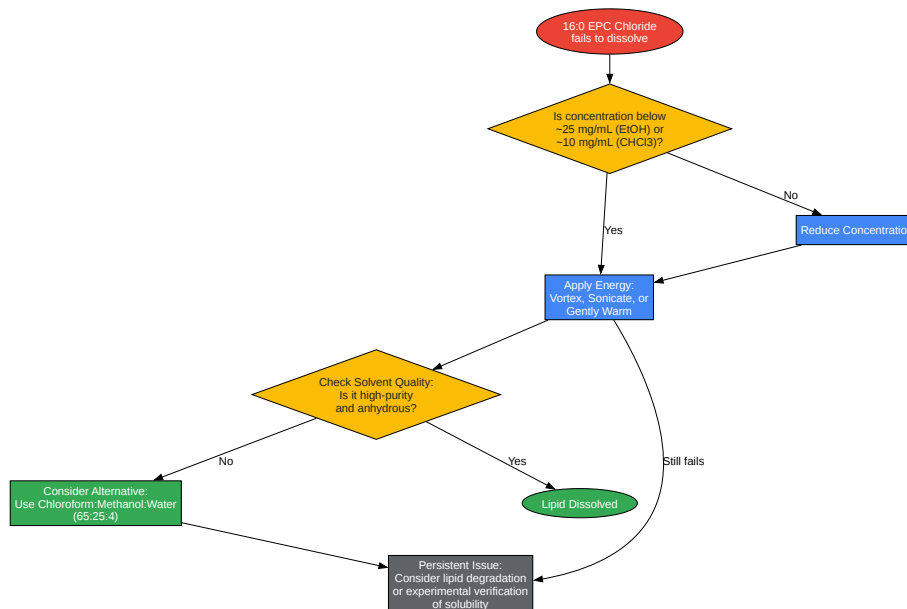 16:0 EPC Chloride
fails to dissolve
Is concentration below
~25 mg/mL (EtOH) or
~10 mg/mL (CHCl3)?
No
Yes
Reduce Concentration
Apply Energy:
Vortex, Sonicate, or
Gently Warm
Check Solvent Quality:
Is it high-purity
and anhydrous?
No
Yes
Still fails
Consider Alternative:
Use Chloroform:Methanol:Water
(65:25:4)
Lipid Dissolved
Persistent Issue:
Consider lipid degradation
or experimental verification
of solubility